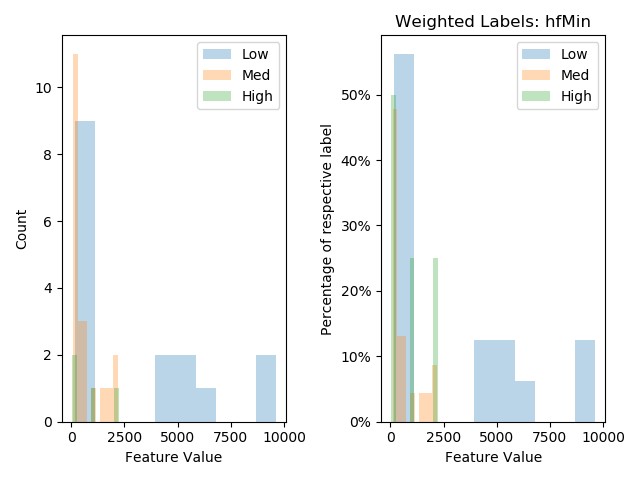 Weighted Labels: hfMin
Low
Med
High
Count
10
8
6
4
2
0
0
2500
5000
7500
10000
Feature Value
Low
Med
High
Percentage of respective label
50%
40%
30%
20%
10%
0%
0
2500
5000
7500
10000
Feature Value